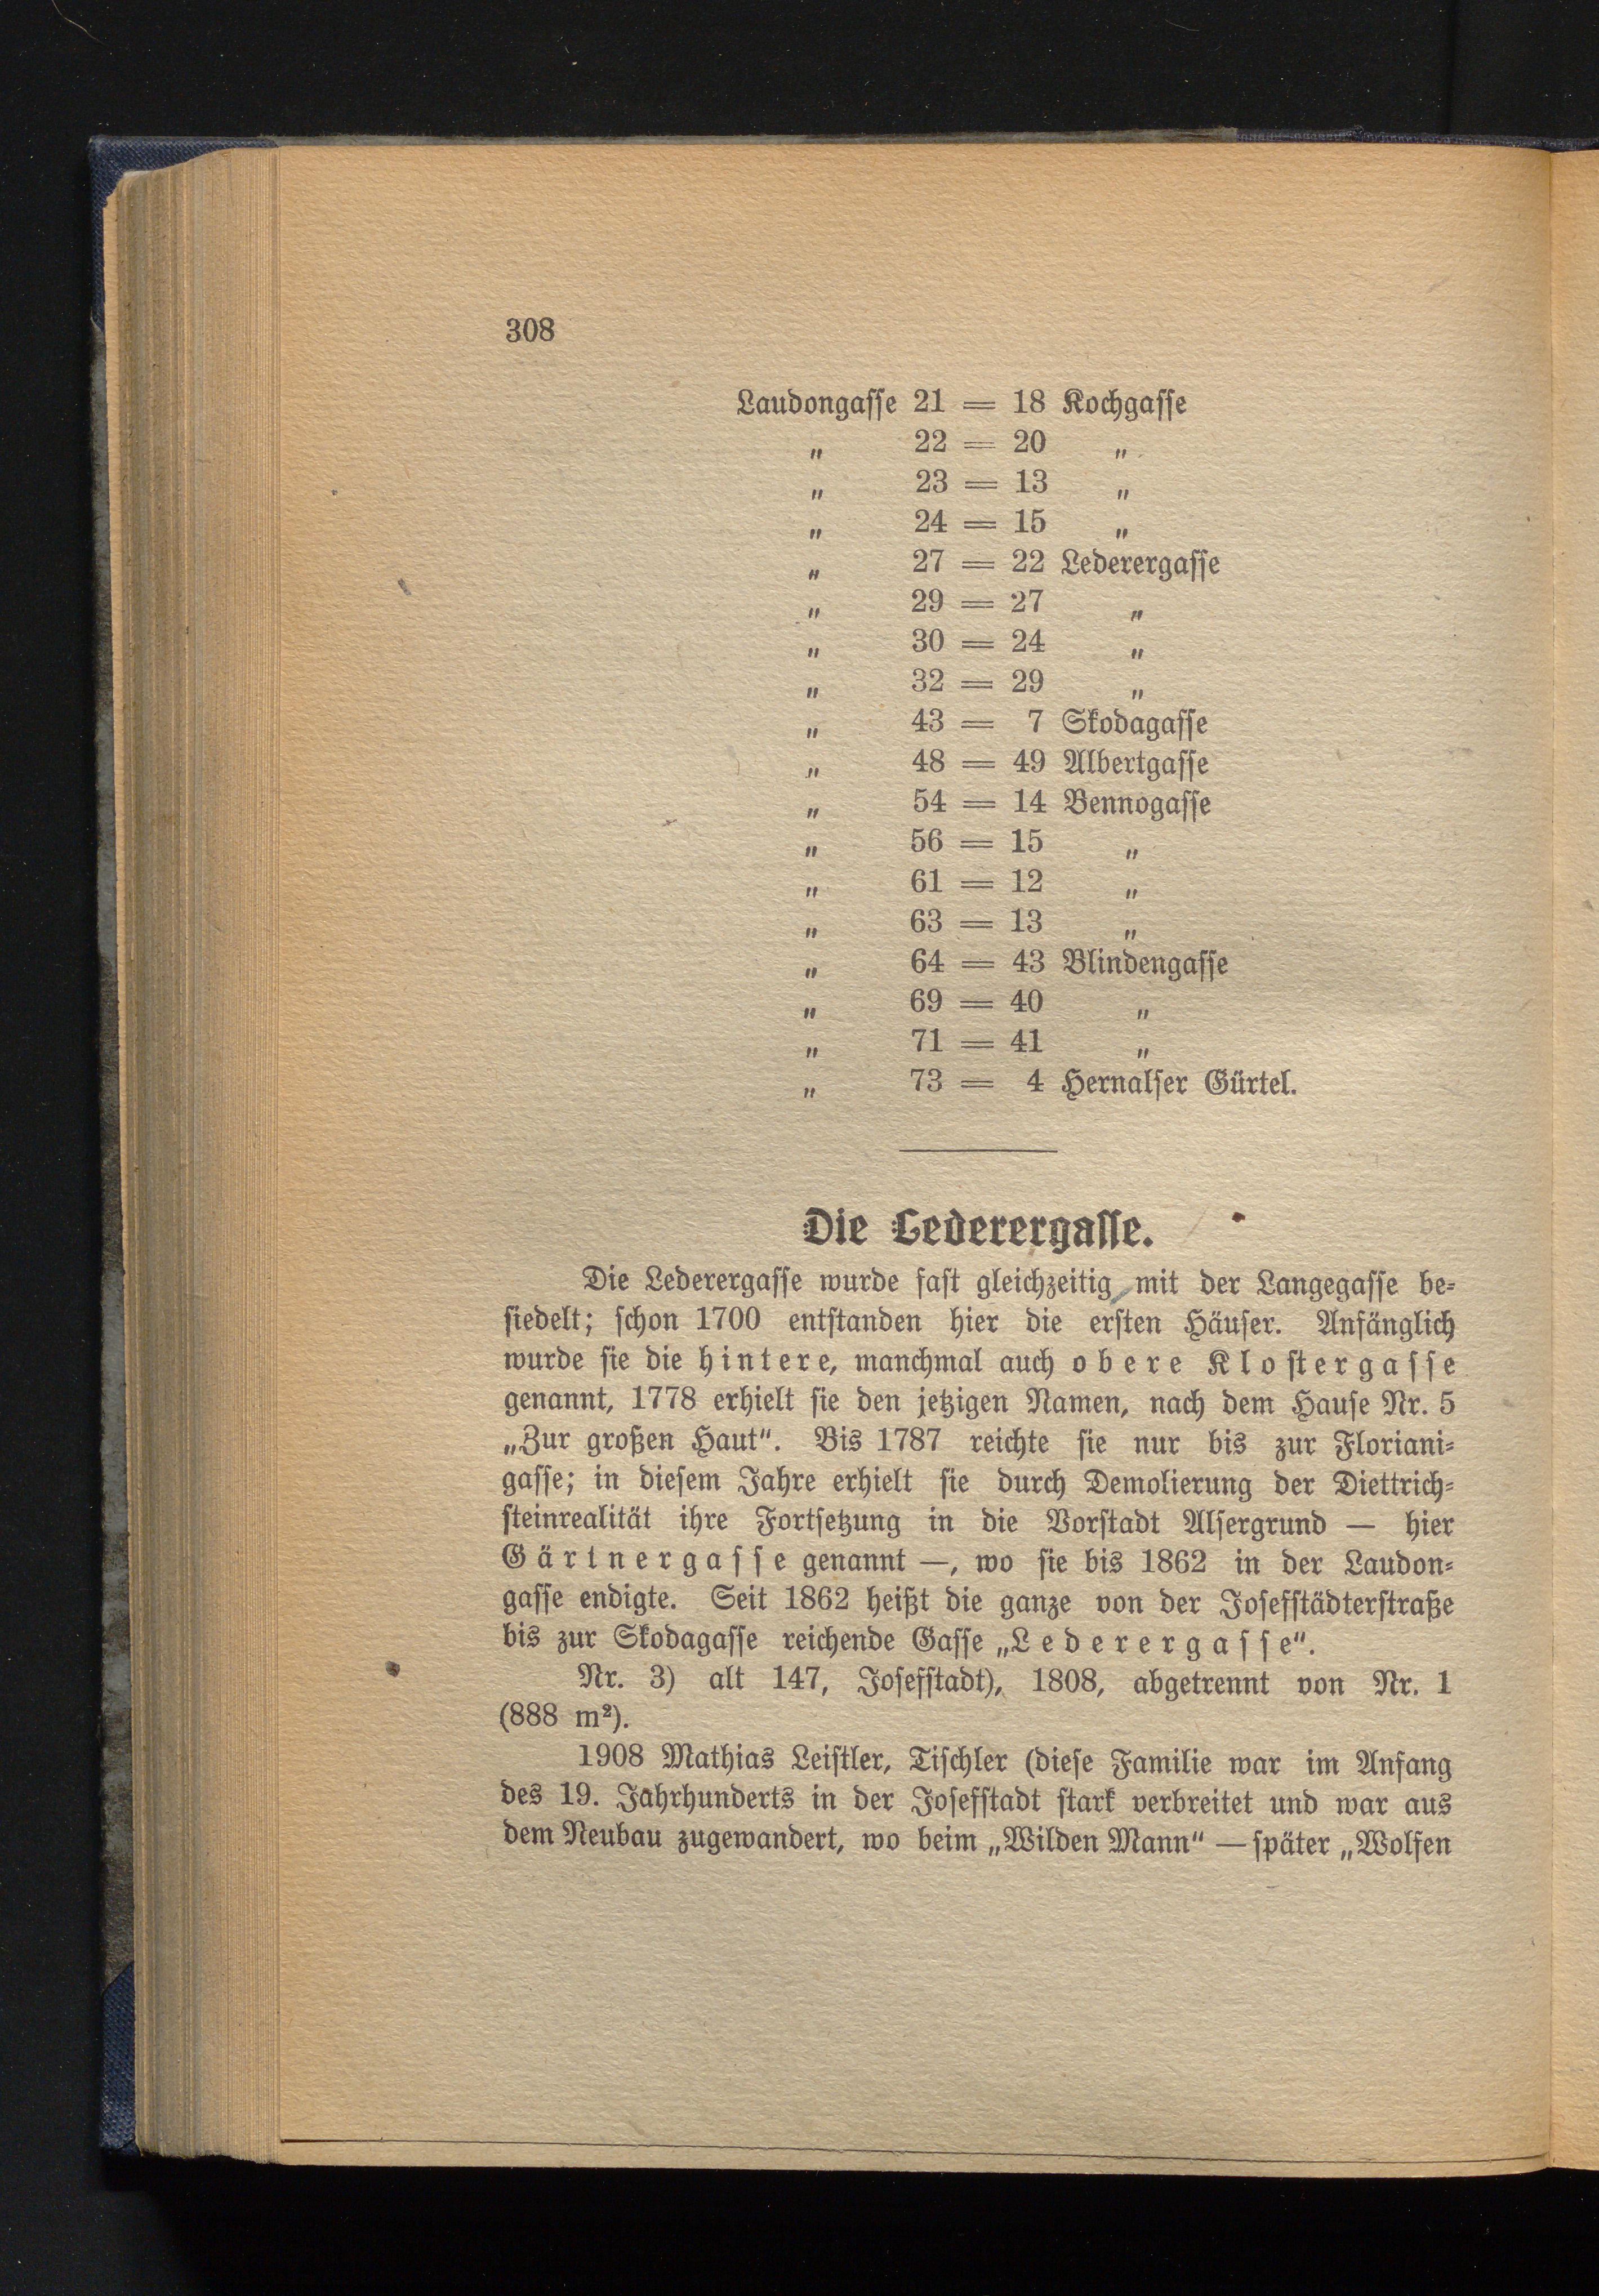 308
Laudongasse 21 = 18 Kochgasse
„ 22 = 20 „
„ 23 = 13 „
„ 24 = 15 „
„ 27 = 22 Lederergasse
„ 29 = 27 „
„ 30 = 24 „
„ 32 = 29 „
„ 43 = 7 Skodagasse
„ 48 = 49 Albertgasse
„ 54 = 14 Bennogasse
„ 56 = 15 „
„ 61 = 12 „
„ 63 = 13 „
„ 64 = 43 Blindengasse
„ 69 = 40 „
„ 71 = 41 „
„ 73 = 4 Hernalser Gürtel.
Die Lederergasse.
Die Lederergasse wurde fast gleichzeitig mit der Langegasse be-
siedelt; schon 1700 entstanden hier die ersten Häuser. Anfänglich
wurde sie die hintere, manchmal auch obere Klostergasse
genannt, 1778 erhielt sie den jetzigen Namen, nach dem Hause Nr. 5
„Zur großen Haut“. Bis 1787 reichte sie nur bis zur Floriani-
gasse; in diesem Jahre erhielt sie durch Demolierung der Diettrich-
steinrealität ihre Fortsetzung in die Vorstadt Alsergrund — hier
Gärtnergasse genannt —, wo sie bis 1862 in der Laudon-
gasse endigte. Seit 1862 heißt die ganze von der Josefstädterstraße
bis zur Skodagasse reichende Gasse „Lederergasse“.
Nr. 3) alt 147, Josefstadt), 1808, abgetrennt von Nr. 1
(888 m²).
1908 Mathias Leistler, Tischler (diese Familie war im Anfang
des 19. Jahrhunderts in der Josefstadt stark verbreitet und war aus
dem Neubau zugewandert, wo beim „Wilden Mann“ — später „Wolfen